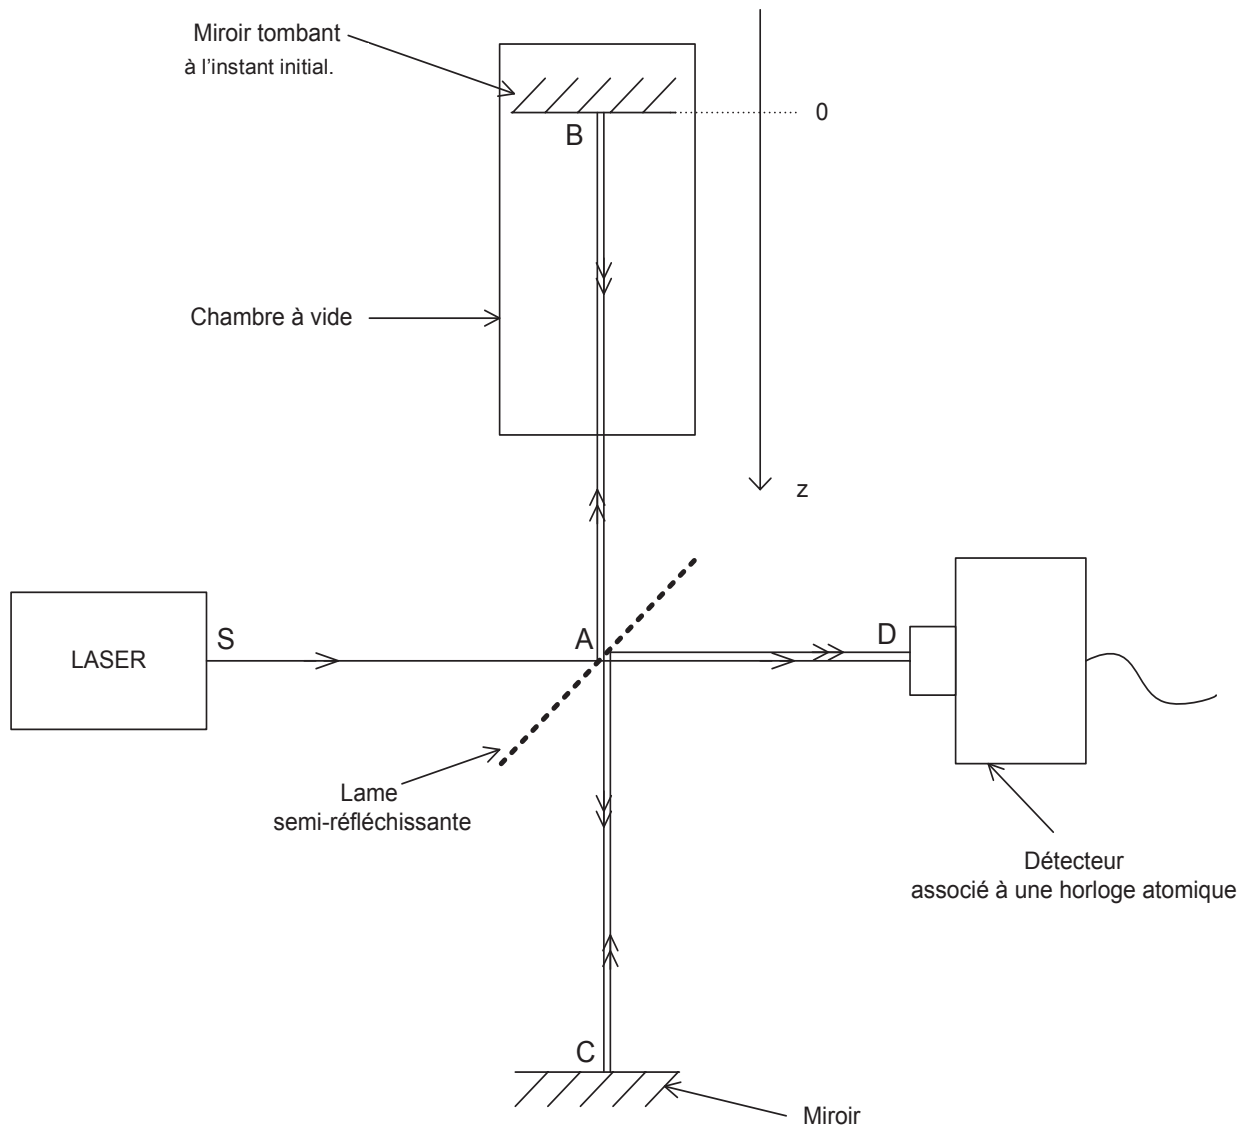 Miroir tombant
à l’instant initial.
0
B
Chambre à vide
z
LASER
S
A
D
Lame
semi-réfléchissante
Détecteur
associé à une horloge atomique
C
Miroir